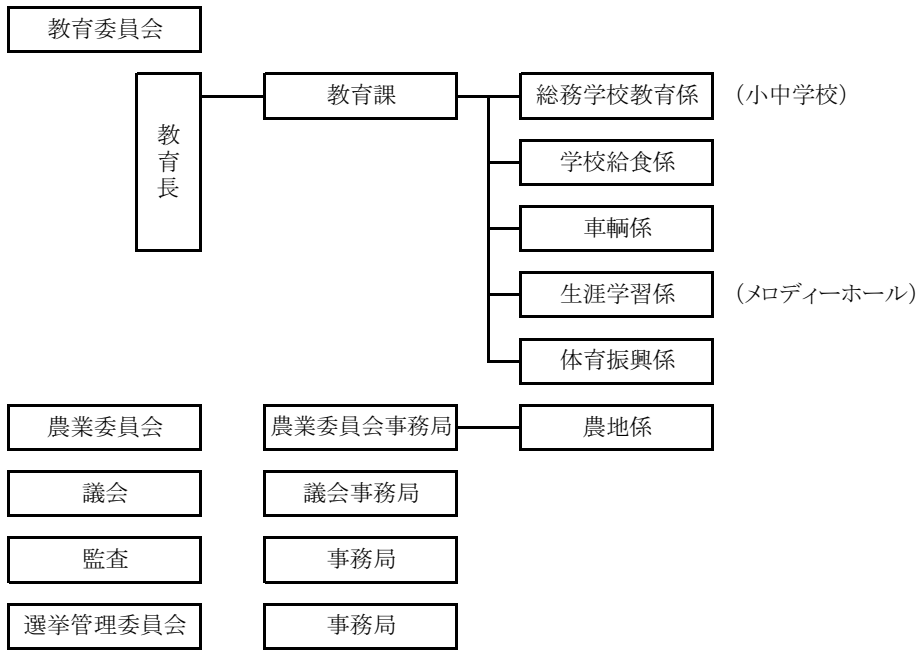 教育委員会
教育長
教育課
総務学校教育係 （小中学校）
学校給食係
車輌係
生涯学習係 （メロディーホール）
体育振興係
農業委員会 農業委員会事務局 農地係
議会 議会事務局
監査 事務局
選挙管理委員会 事務局